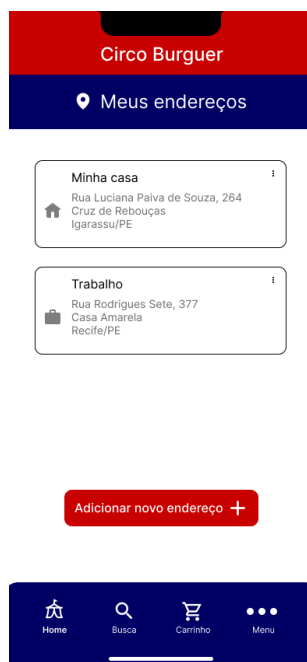 Circo Burguer
Meus endereços
Minha casa
Rua Luciana Paiva de Souza, 264
Cruz de Rebouças
Igarassu/PE
Trabalho
Rua Rodrigues Sete, 377
Casa Amarela
Recife/PE
Adicionar novo endereço
Home
Busca
Carrinho
Menu